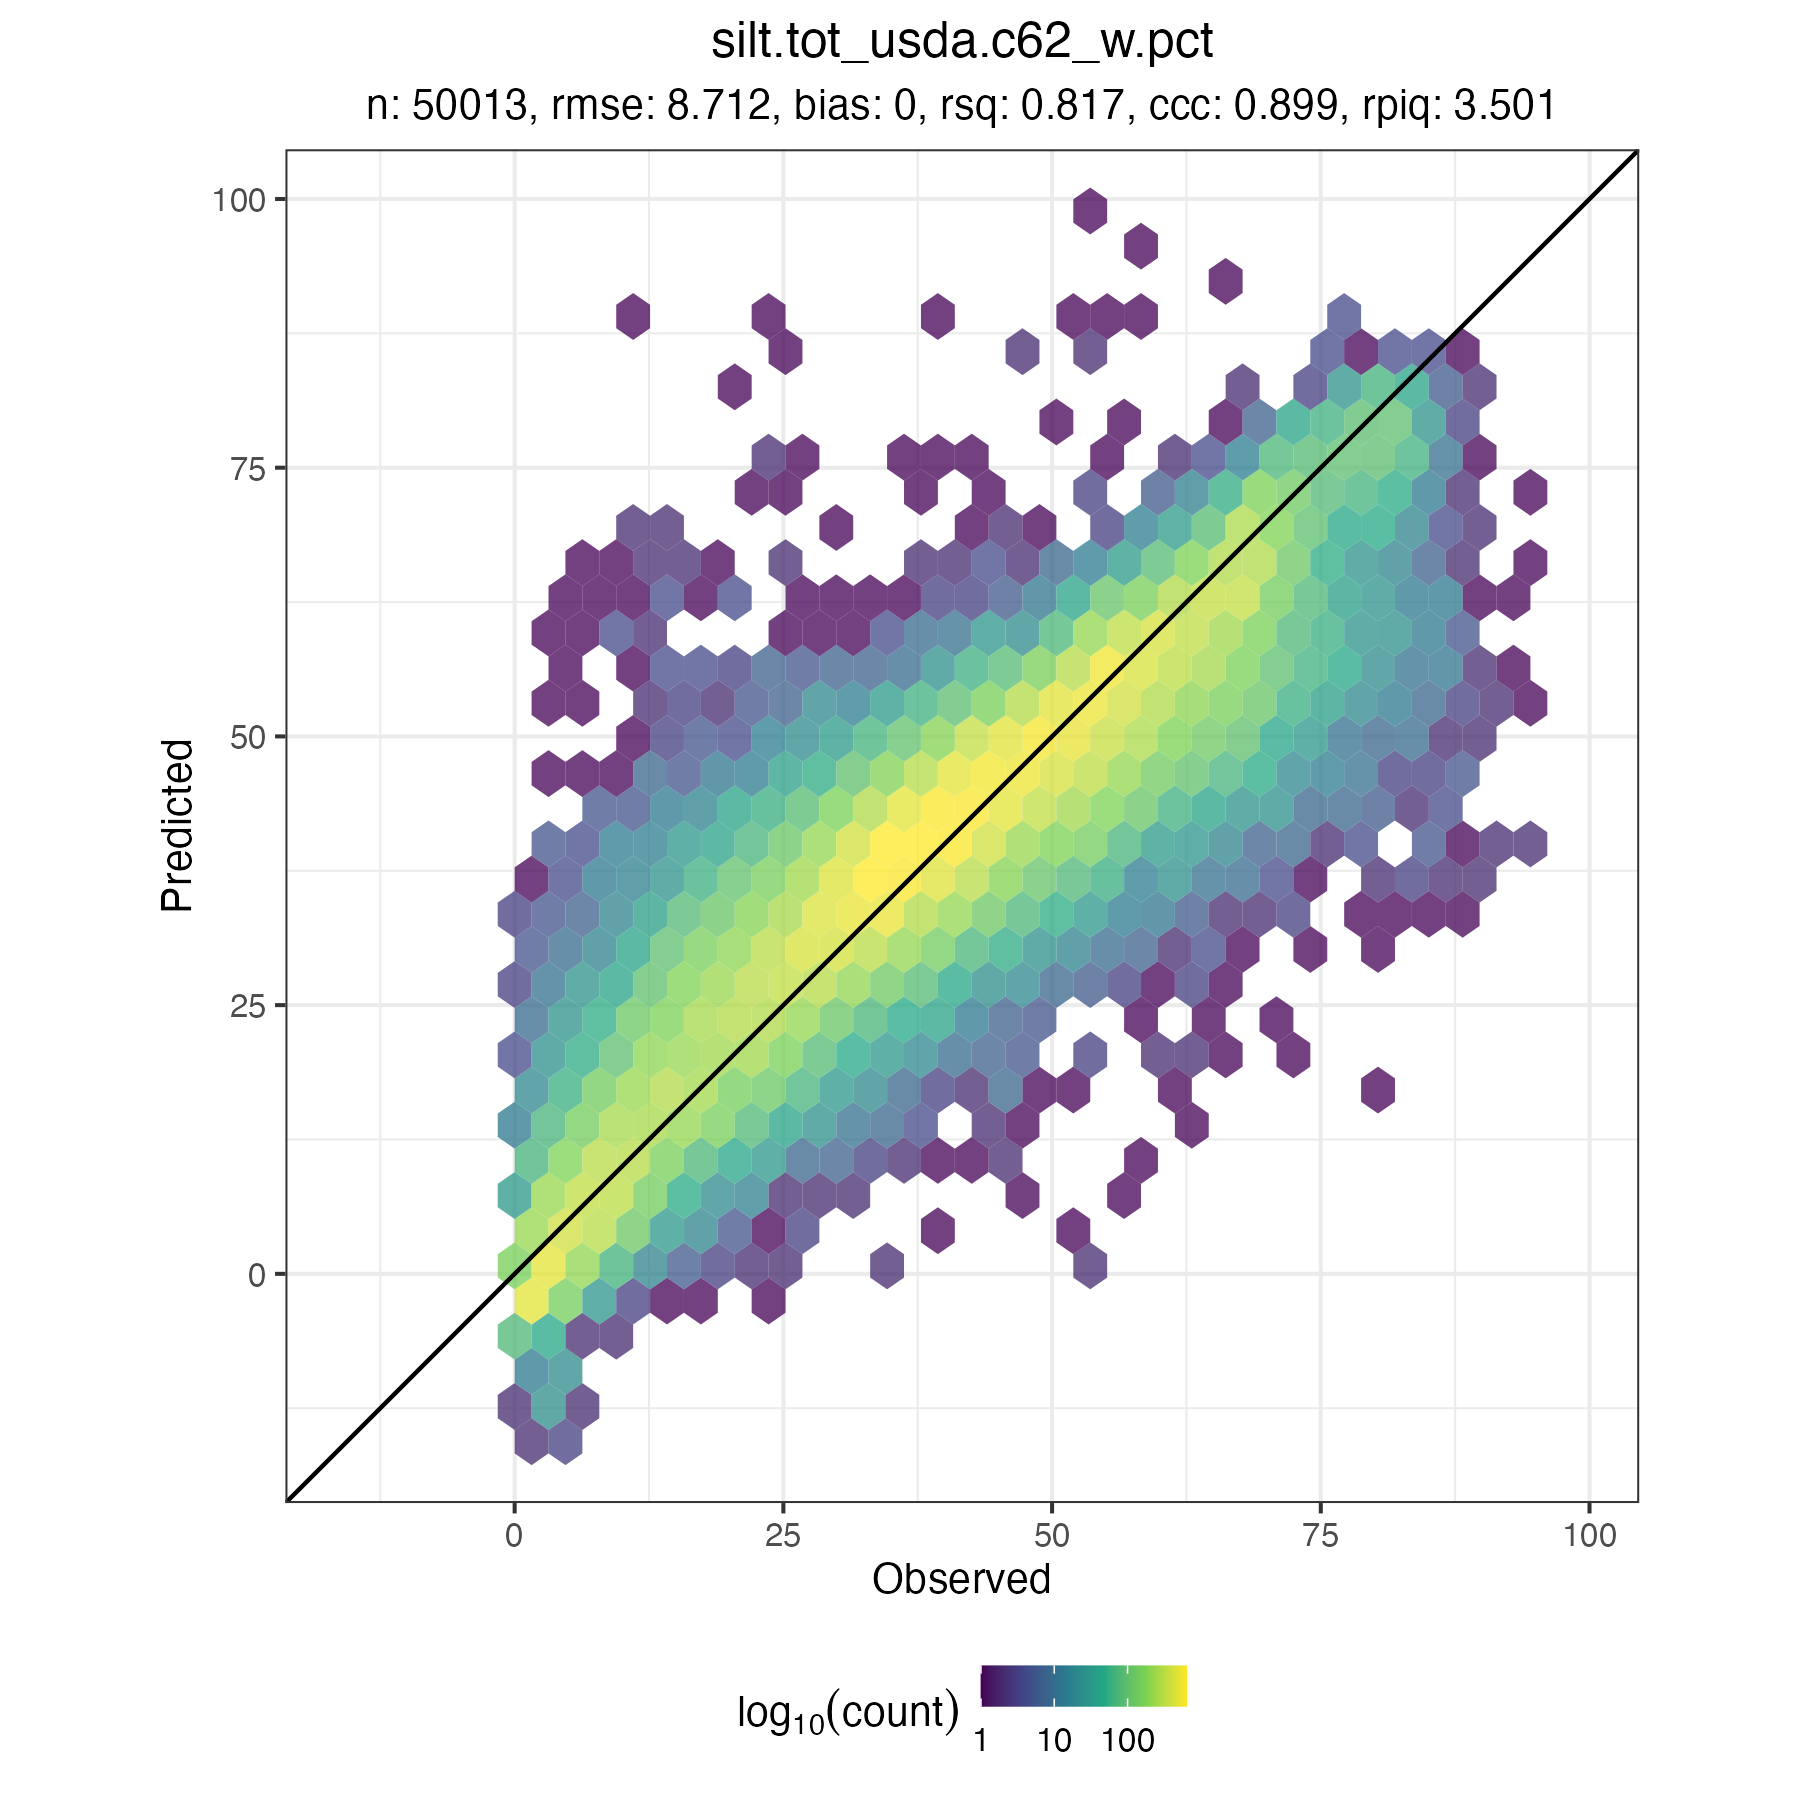 silt.tot_usda.c62_w.pct
n: 50013, rmse: 8.712, bias: 0, rsq: 0.817, ccc: 0.899, rpiq: 3.501
100
75
50
25
0
Predicted
0 25 50 75 100
Observed
log₁₀(count)
1 10 100